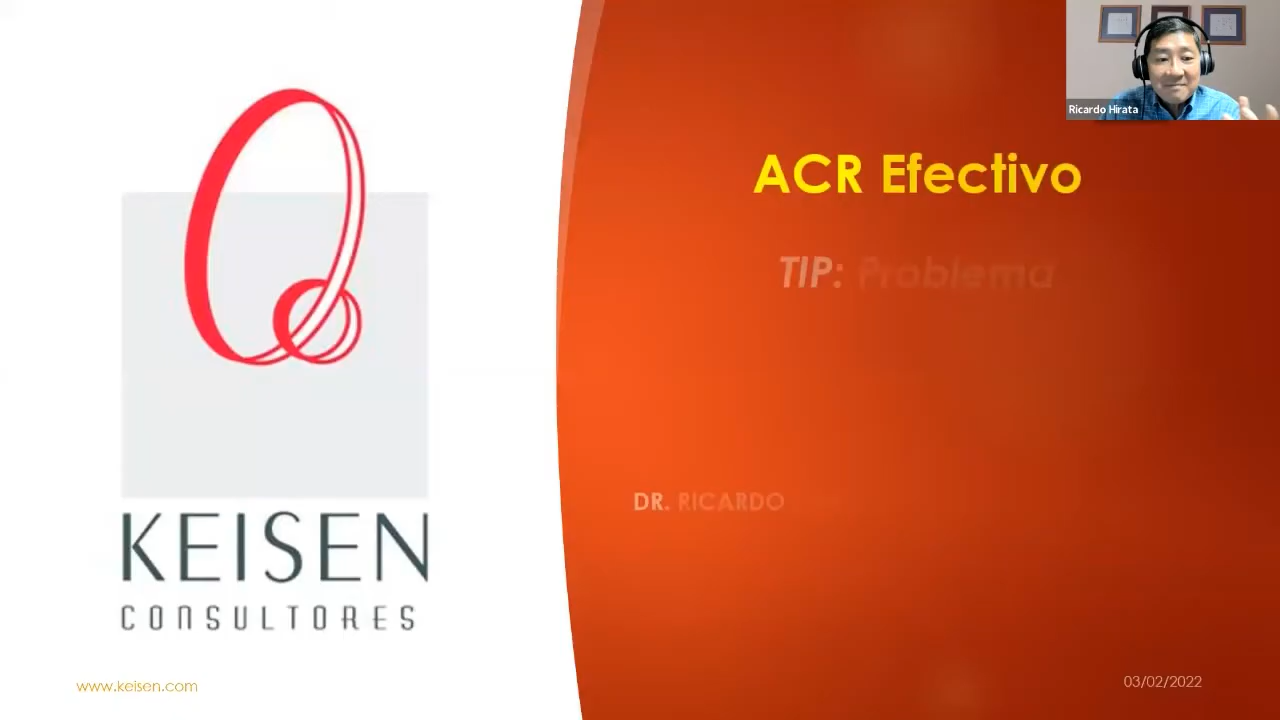 Ricardo Hirata
ACR Efectivo
TIP: Problema
DR. RICARDO
KEISEN
CONSULTORES
www.keisen.com
03/02/2022